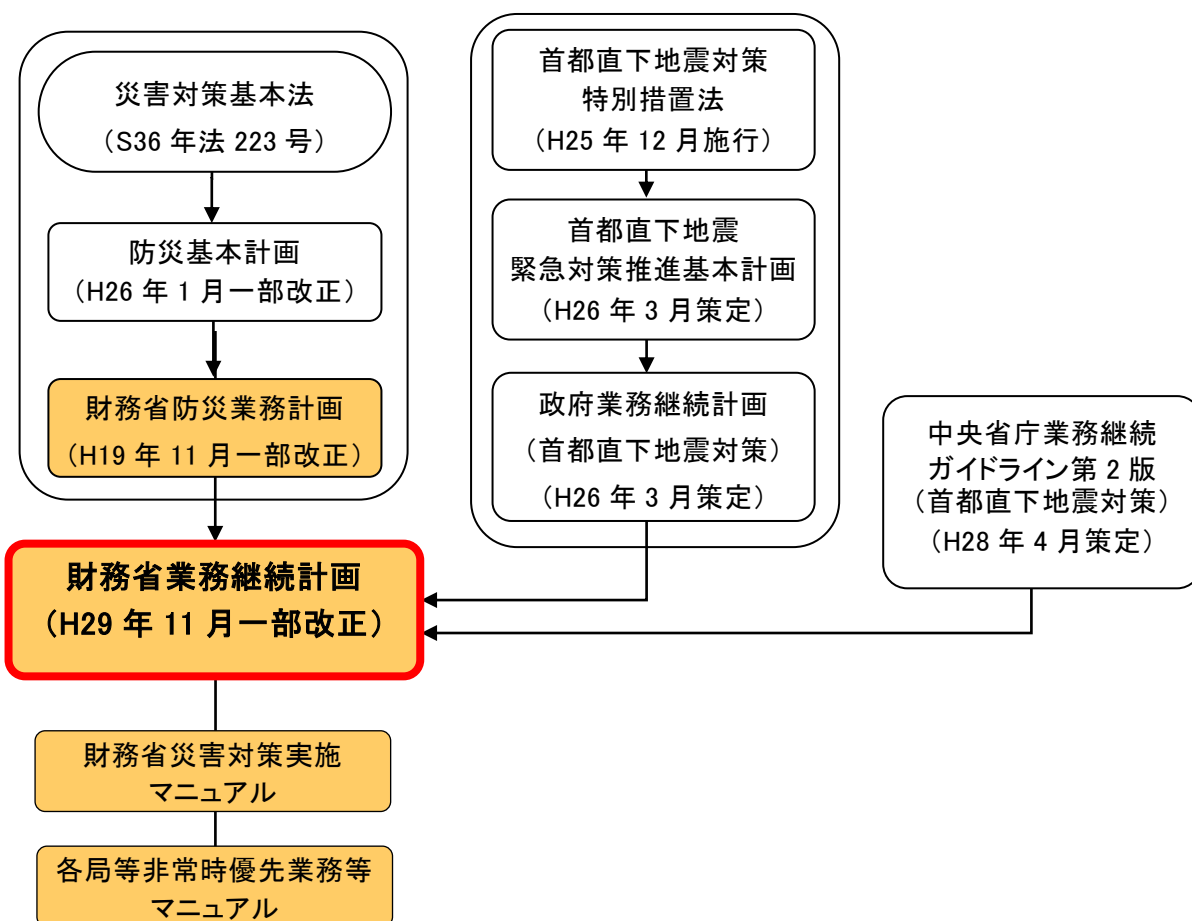 災害対策基本法
（S36 年法 223 号）
防災基本計画
（H26 年 1 月一部改正）
財務省防災業務計画
（H19 年 11 月一部改正）
首都直下地震対策
特別措置法
（H25 年 12 月施行）
首都直下地震
緊急対策推進基本計画
（H26 年 3 月策定）
政府業務継続計画
（首都直下地震対策）
（H26 年 3 月策定）
中央省庁業務継続
ガイドライン第 2 版
（首都直下地震対策）
（H28 年 4 月策定）
財務省業務継続計画
（H29 年 11 月一部改正）
財務省災害対策実施
マニュアル
各局等非常時優先業務等
マニュアル